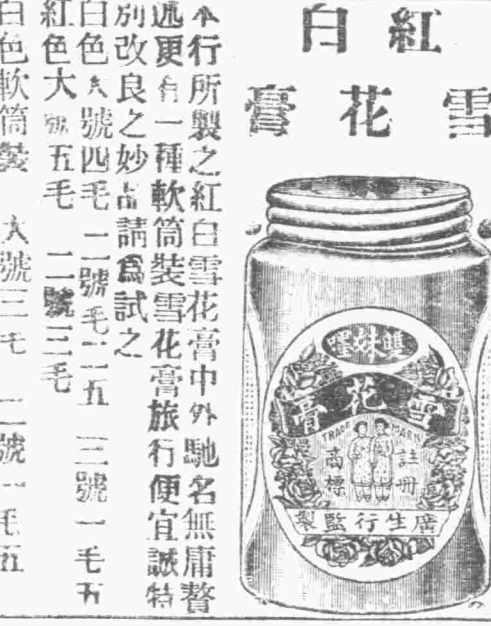 紅白
雪花膏
雙妹嚜
雪花膏
TRADE MARK
註冊商標
廣生行監製
本行所製之紅白雪花膏中外馳名無庸贅
述更有一種軟筒裝雪花膏旅行便宜誠特
別改良之妙品請為試之
白色大號四毛 二號毛二五 三號一毛五
紅色大號五毛 二號三毛
白色軟筒裝 大號三毛 二號一毛五